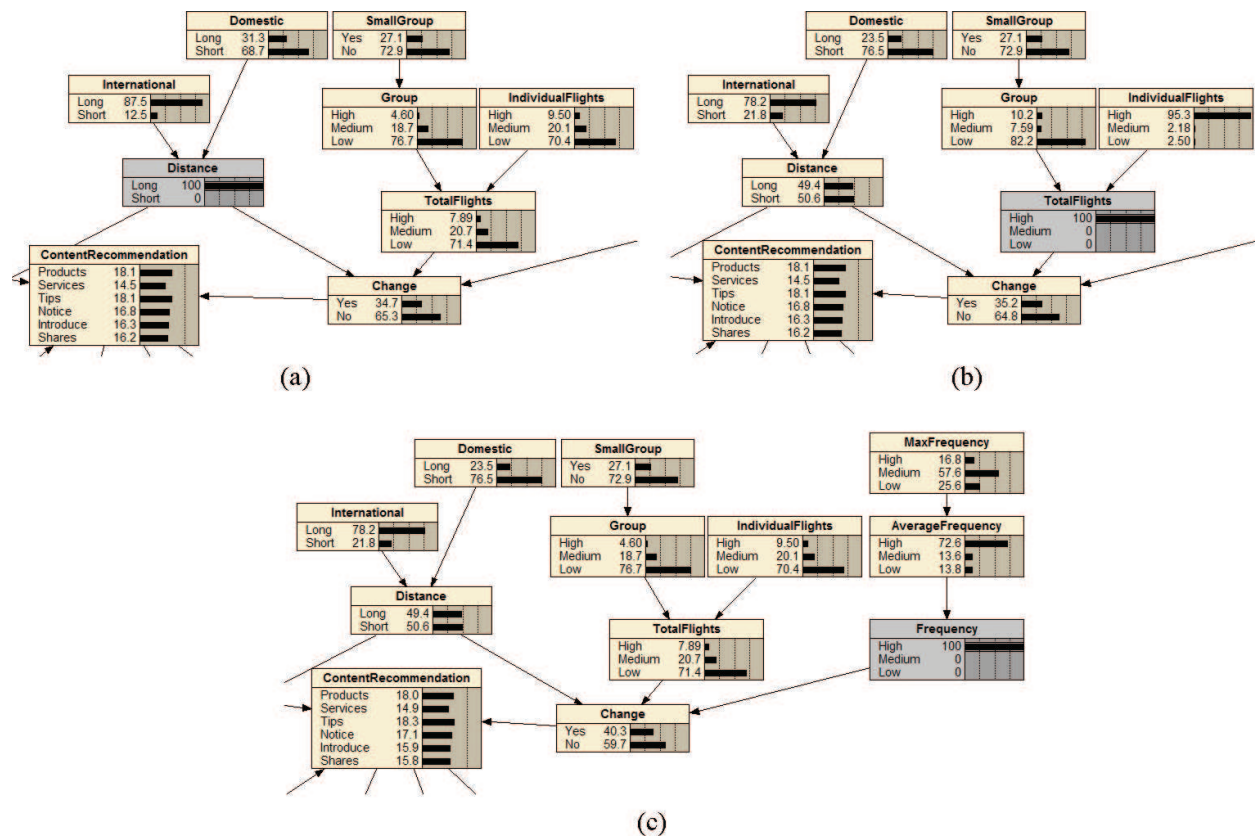 Domestic
Long 31.3
Short 68.7
SmallGroup
Yes 27.1
No 72.9
International
Long 87.5
Short 12.5
Group
High 4.60
Medium 18.7
Low 76.7
IndividualFlights
High 9.50
Medium 20.1
Low 70.4
Distance
Long 100
Short 0
TotalFlights
High 7.89
Medium 20.7
Low 71.4
ContentRecommendation
Products 18.1
Services 14.5
Tips 18.1
Notice 16.8
Introduce 16.3
Shares 16.2
Change
Yes 34.7
No 65.3
(a)
Domestic
Long 23.5
Short 76.5
SmallGroup
Yes 27.1
No 72.9
International
Long 78.2
Short 21.8
Group
High 10.2
Medium 7.59
Low 82.2
IndividualFlights
High 95.3
Medium 2.18
Low 2.50
Distance
Long 49.4
Short 50.6
TotalFlights
High 100
Medium 0
Low 0
ContentRecommendation
Products 18.1
Services 14.5
Tips 18.1
Notice 16.8
Introduce 16.3
Shares 16.2
Change
Yes 35.2
No 64.8
(b)
Domestic
Long 23.5
Short 76.5
SmallGroup
Yes 27.1
No 72.9
MaxFrequency
High 16.8
Medium 57.6
Low 25.6
International
Long 78.2
Short 21.8
Group
High 4.60
Medium 18.7
Low 76.7
IndividualFlights
High 9.50
Medium 20.1
Low 70.4
AverageFrequency
High 72.6
Medium 13.6
Low 13.8
Distance
Long 49.4
Short 50.6
TotalFlights
High 7.89
Medium 20.7
Low 71.4
Frequency
High 100
Medium 0
Low 0
ContentRecommendation
Products 18.0
Services 14.9
Tips 18.3
Notice 17.1
Introduce 15.9
Shares 15.8
Change
Yes 40.3
No 59.7
(c)